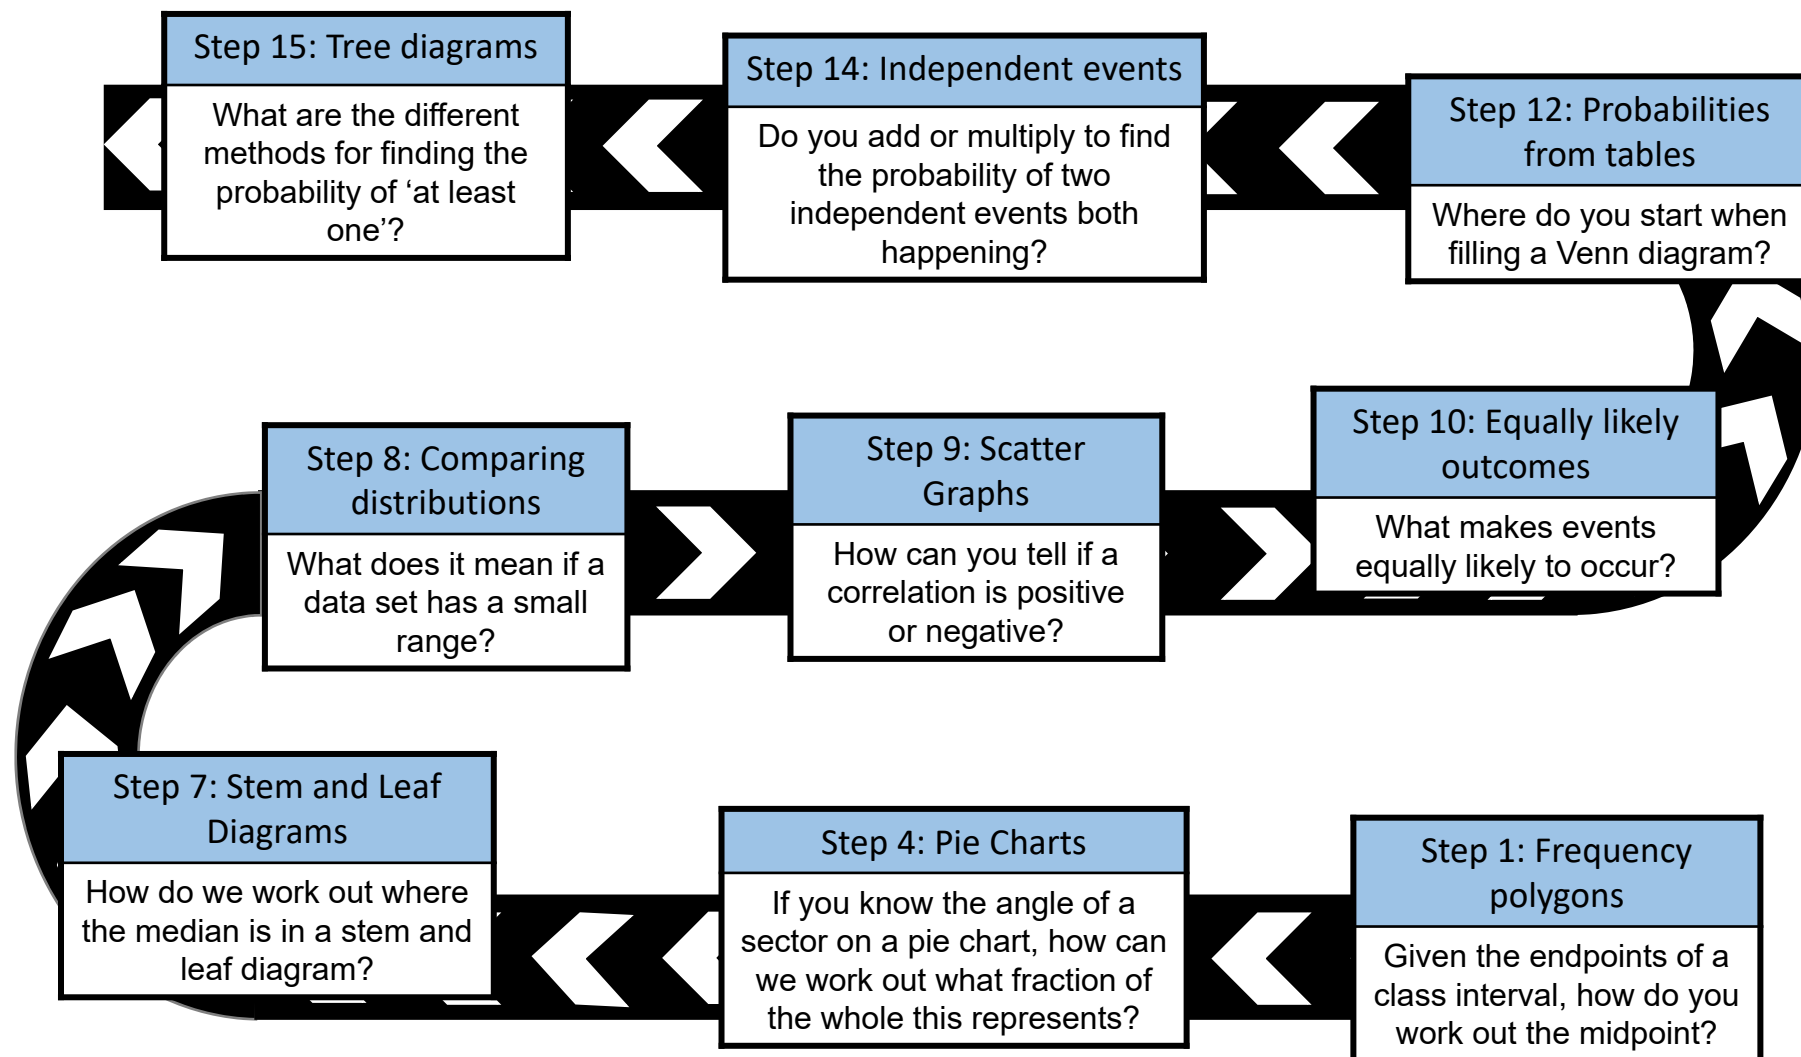 Step 15: Tree diagrams
What are the different
methods for finding the
probability of ‘at least
one’?
Step 14: Independent events
Do you add or multiply to find
the probability of two
independent events both
happening?
Step 12: Probabilities
from tables
Where do you start when
filling a Venn diagram?
Step 8: Comparing
distributions
What does it mean if a
data set has a small
range?
Step 9: Scatter
Graphs
How can you tell if a
correlation is positive
or negative?
Step 10: Equally likely
outcomes
What makes events
equally likely to occur?
Step 7: Stem and Leaf
Diagrams
How do we work out where
the median is in a stem and
leaf diagram?
Step 4: Pie Charts
If you know the angle of a
sector on a pie chart, how can
we work out what fraction of
the whole this represents?
Step 1: Frequency
polygons
Given the endpoints of a
class interval, how do you
work out the midpoint?